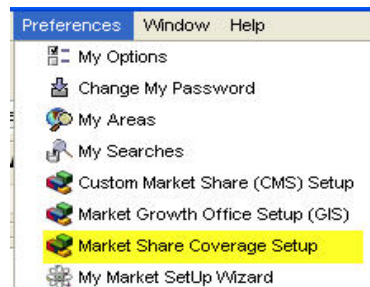 Preferences Window Help
My Options
Change My Password
My Areas
My Searches
Custom Market Share (CMS) Setup
Market Growth Office Setup (GIS)
Market Share Coverage Setup
My Market SetUp Wizard